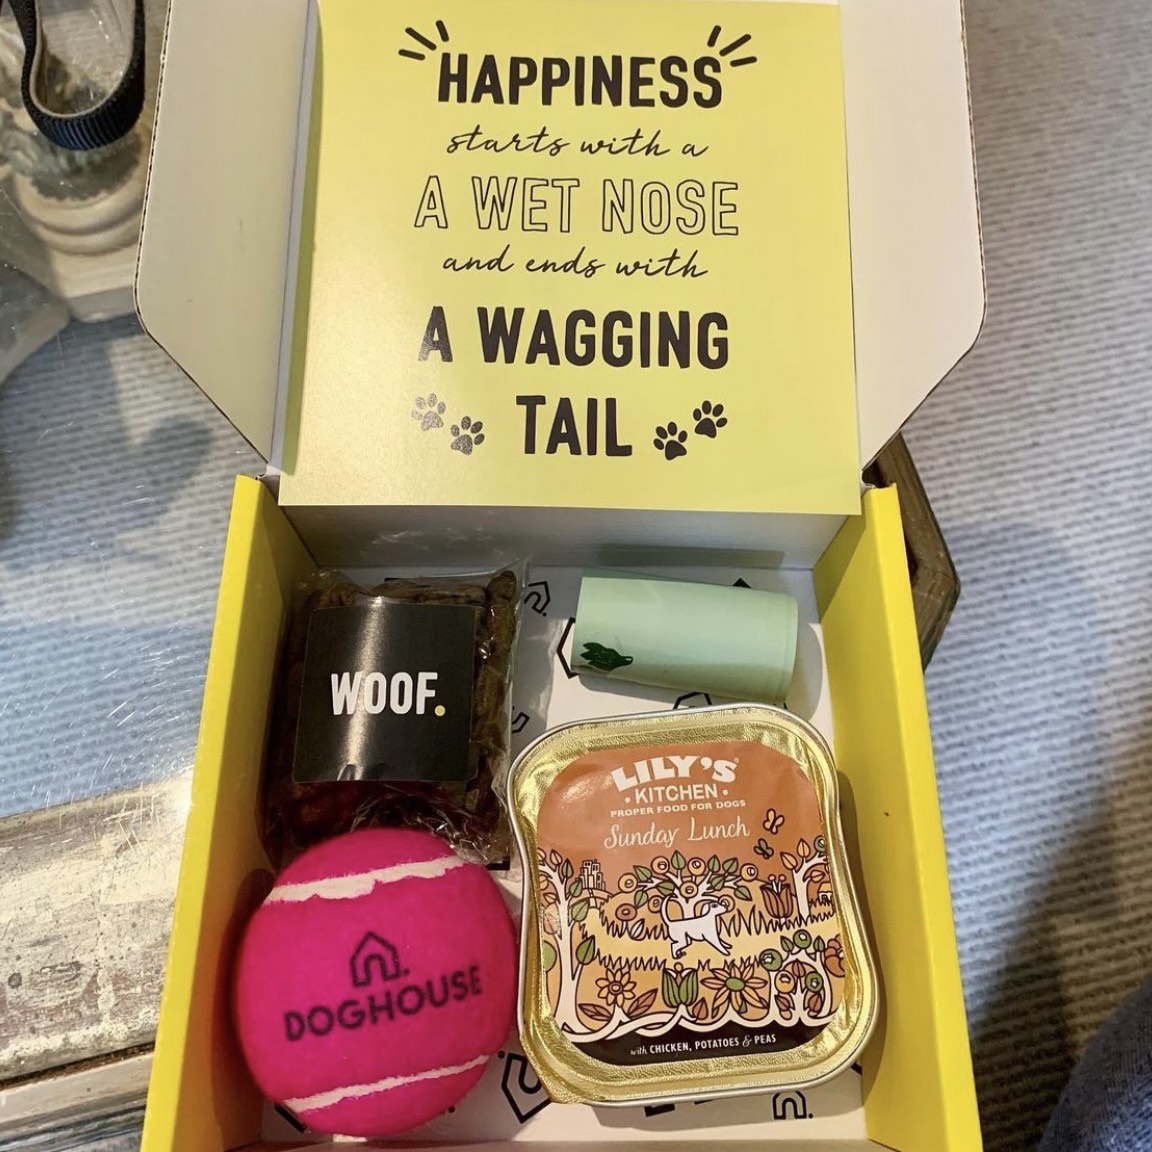 HAPPINESS
starts with a
A WET NOSE
and ends with
A WAGGING
TAIL
WOOF.
LILY'S
• KITCHEN •
PROPER FOOD FOR DOGS
Sunday Lunch
DOGHOUSE
with CHICKEN, POTATOES & PEAS